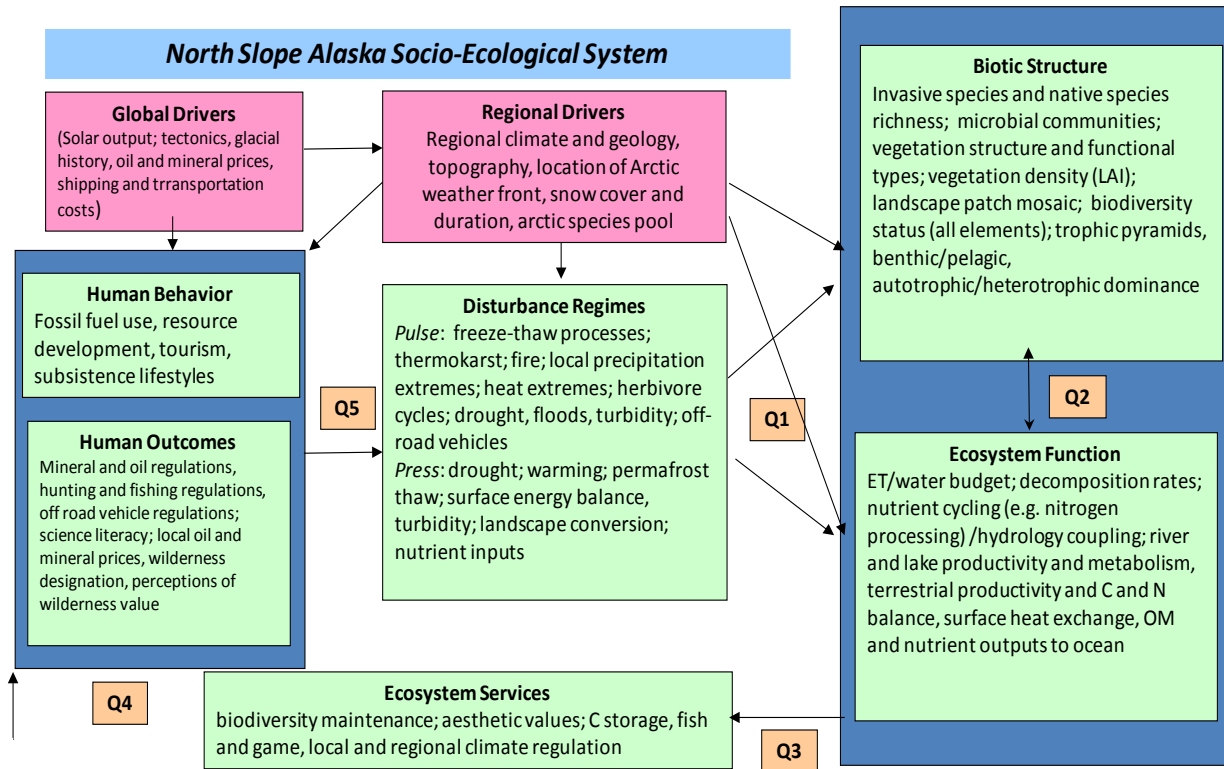 North Slope Alaska Socio-Ecological System
Global Drivers
(Solar output; tectonics, glacial
history, oil and mineral prices,
shipping and ttransportation
costs)
Regional Drivers
Regional climate and geology,
topography, location of Arctic
weather front, snow cover and
duration, arctic species pool
Biotic Structure
Invasive species and native species
richness; microbial communities;
vegetation structure and functional
types; vegetation density (LAI);
landscape patch mosaic; biodiversity
status (all elements); trophic pyramids,
benthic/pelagic,
autotrophic/heterotrophic dominance
Human Behavior
Fossil fuel use, resource
development, tourism,
subsistence lifestyles
Disturbance Regimes
Pulse: freeze-thaw processes;
thermokarst; fire; local precipitation
extremes; heat extremes; herbivore
cycles; drought, floods, turbidity; off-
road vehicles
Press: drought; warming; permafrost
thaw; surface energy balance,
turbidity; landscape conversion;
nutrient inputs
Q5
Q1
Q2
Human Outcomes
Mineral and oil regulations,
hunting and fishing regulations,
off road vehicle regulations;
science literacy; local oil and
mineral prices, wilderness
designation, perceptions of
wilderness value
Ecosystem Function
ET/water budget; decomposition rates;
nutrient cycling (e.g. nitrogen
processing) /hydrology coupling; river
and lake productivity and metabolism,
terrestrial productivity and C and N
balance, surface heat exchange, OM
and nutrient outputs to ocean
Q4
Ecosystem Services
biodiversity maintenance; aesthetic values; C storage, fish
and game, local and regional climate regulation
Q3